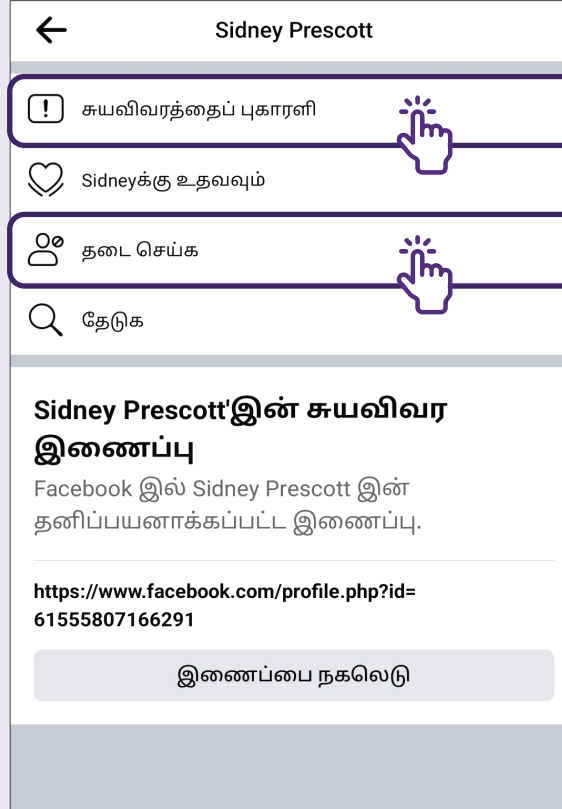 Sidney Prescott
சுயவிவரத்தைப் புகாரளி
Sidneyக்கு உதவவும்
தடை செய்க
தேடுக
Sidney Prescott'இன் சுயவிவர
இணைப்பு
Facebook இல் Sidney Prescott இன்
தனிப்பயனாக்கப்பட்ட இணைப்பு.
https://www.facebook.com/profile.php?id=
61555807166291
இணைப்பை நகலெடு